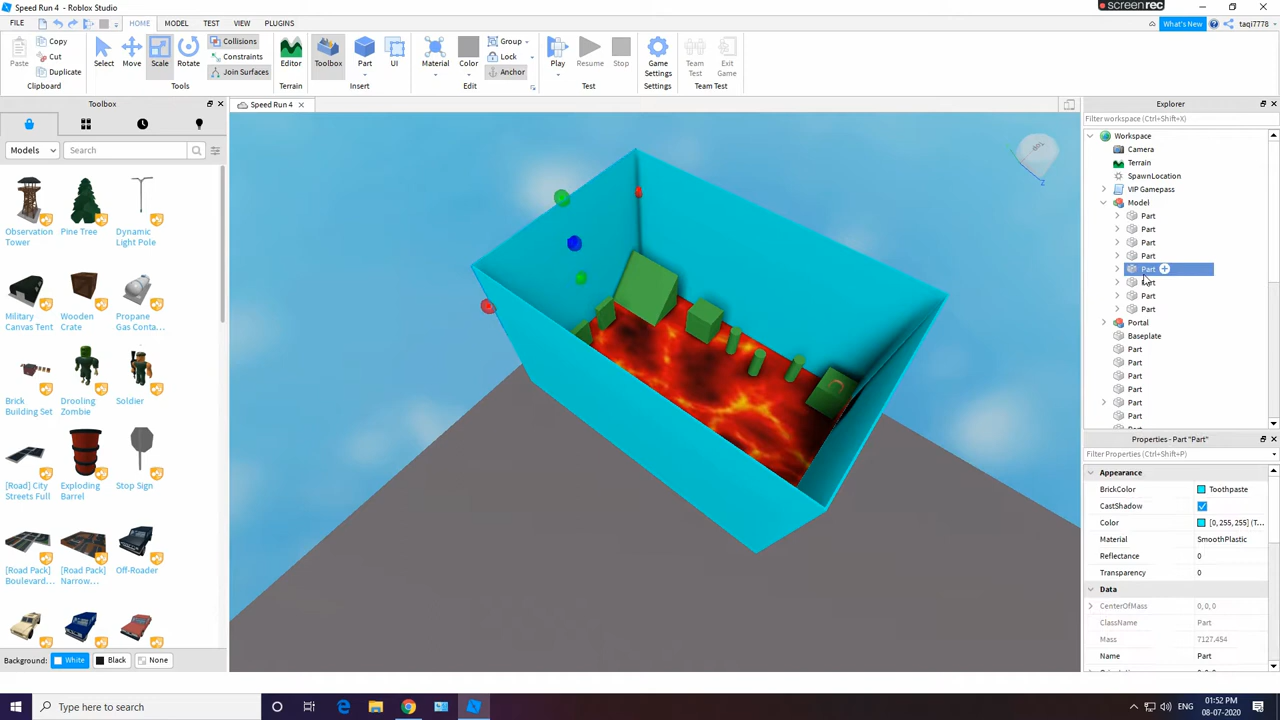 Speed Run 4 - Roblox Studio
screenrec
FILE HOME MODEL TEST VIEW PLUGINS
What's New taqi7778
Paste Copy Cut Duplicate
Select Move Scale Rotate
Collisions
Constraints
Join Surfaces
Editor Toolbox Part UI Material Color
Group
Lock
Anchor
Play Resume Stop Game Settings Team Test Exit Game
Clipboard Tools Terrain Insert Edit Test Settings Team Test
Toolbox
Speed Run 4
Explorer
Filter workspace (Ctrl+Shift+X)
Models
Search
Observation Tower
Pine Tree
Dynamic Light Pole
Military Canvas Tent
Wooden Crate
Propane Gas Conta...
Brick Building Set
Drooling Zombie
Soldier
[Road] City Streets Full
Exploding Barrel
Stop Sign
[Road Pack] Boulevard...
[Road Pack] Narrow...
Off-Roader
Background: White Black None
Z
Workspace
Camera
Terrain
SpawnLocation
VIP Gamepass
Model
Part
Part
Part
Part
Part
Part
Part
Part
Portal
Baseplate
Part
Part
Part
Part
Part
Part
Properties - Part "Part"
Filter Properties (Ctrl+Shift+P)
Appearance
BrickColor Toothpaste
CastShadow
Color [0, 255, 255] (T...
Material SmoothPlastic
Reflectance 0
Transparency 0
Data
CenterOfMass 0, 0, 0
ClassName Part
Mass 7127.454
Name Part
Type here to search
ENG
01:52 PM
08-07-2020